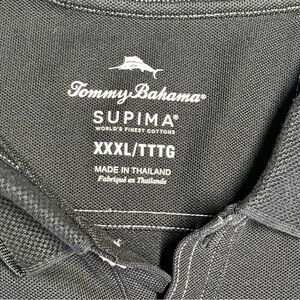 Tommy Bahama®
SUPIMA®
WORLD'S FINEST COTTONS
XXXL/TTTG
MADE IN THAILAND
Fabriqué en Thaïlande